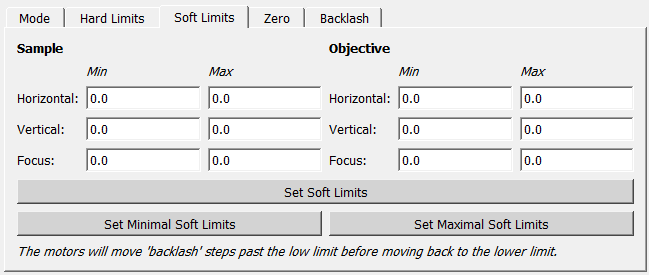 Mode Hard Limits Soft Limits Zero Backlash
Sample Objective
Min Max Min Max
Horizontal: 0.0 0.0 Horizontal: 0.0 0.0
Vertical: 0.0 0.0 Vertical: 0.0 0.0
Focus: 0.0 0.0 Focus: 0.0 0.0
Set Soft Limits
Set Minimal Soft Limits Set Maximal Soft Limits
The motors will move 'backlash' steps past the low limit before moving back to the lower limit.